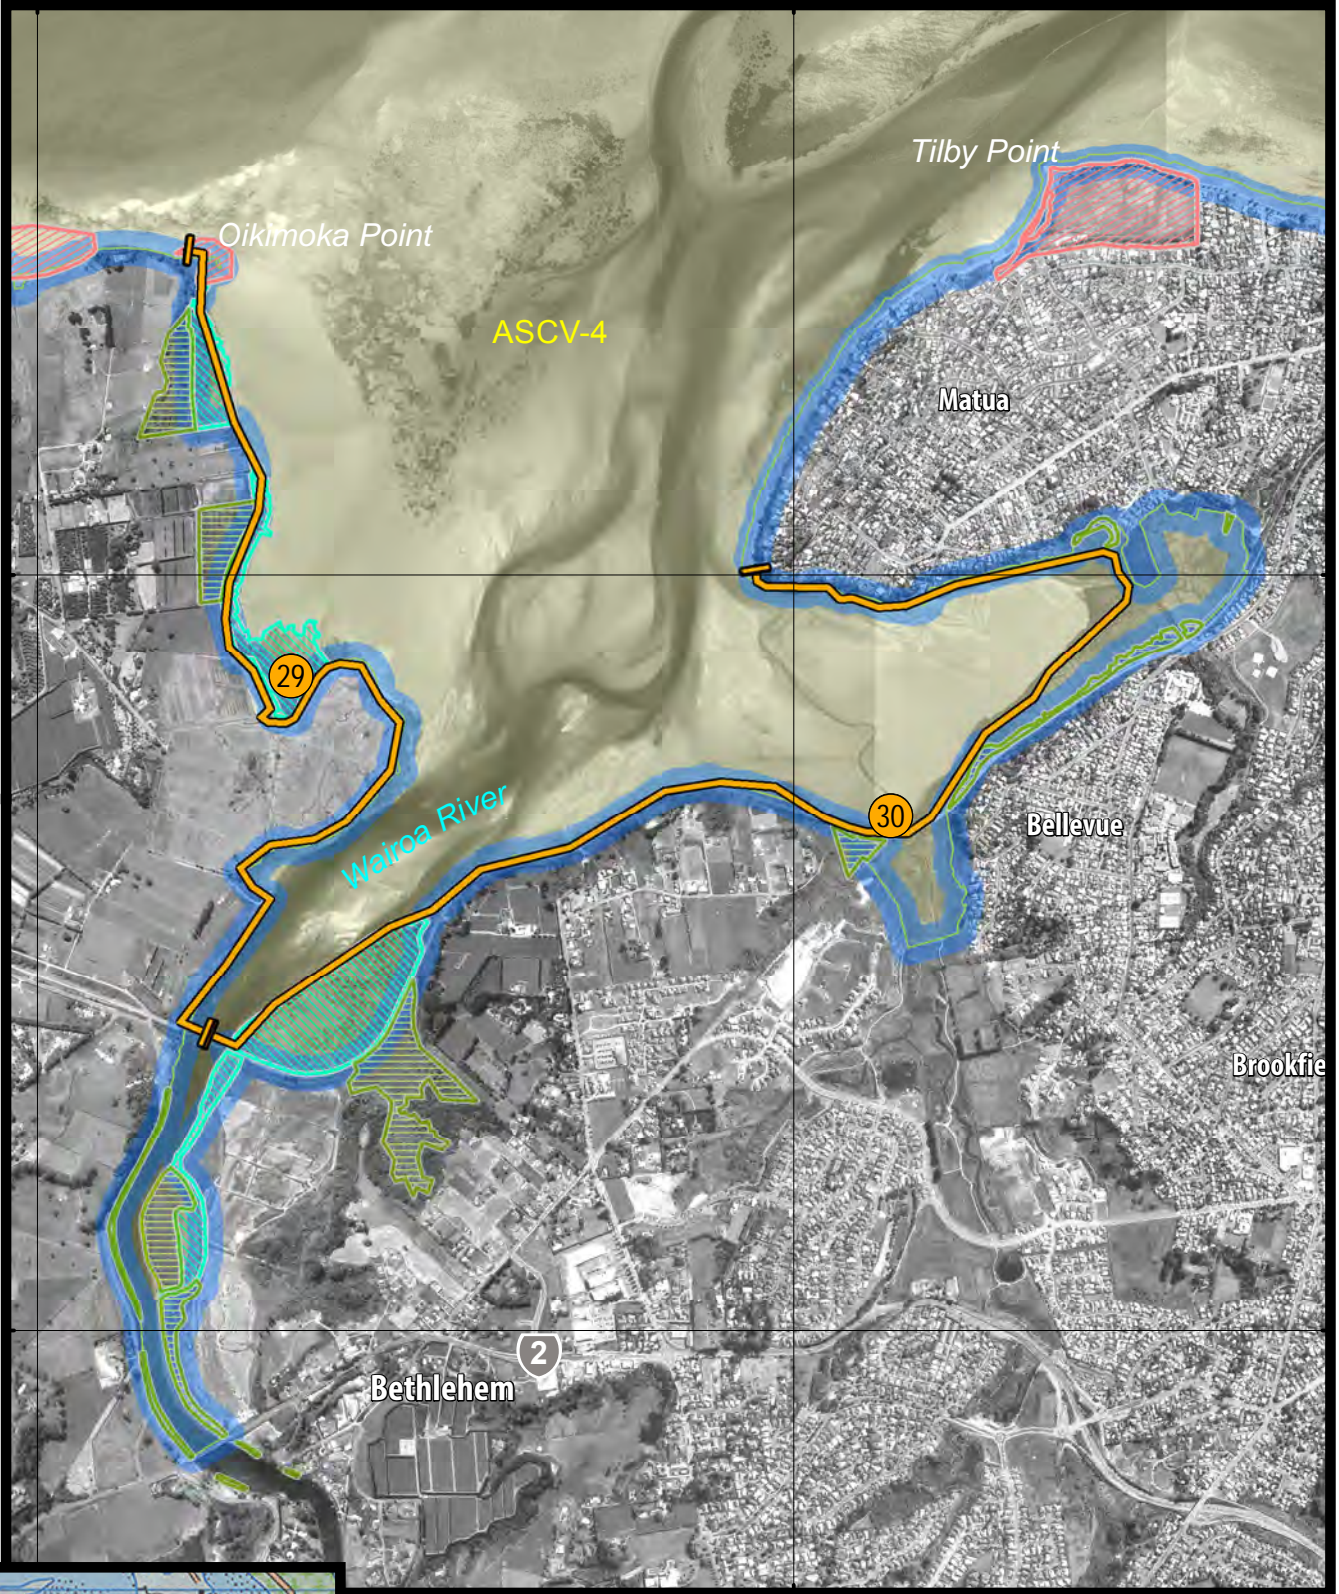 Tilby Point
Oikimoka Point
ASCV-4
Matua
29
Wairoa River
30
Bellevue
Brookfie
2
Bethlehem